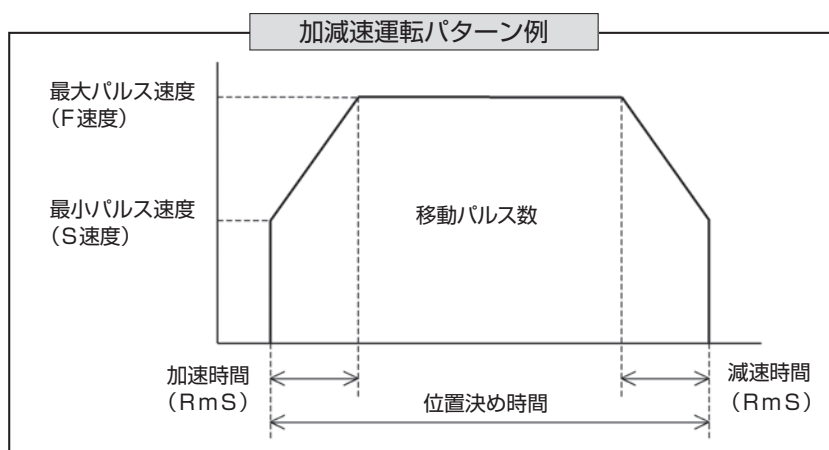 加減速運転パターン例
最大パルス速度
（F速度）
最小パルス速度
（S速度）
移動パルス数
加速時間
（RmS）
減速時間
（RmS）
位置決め時間